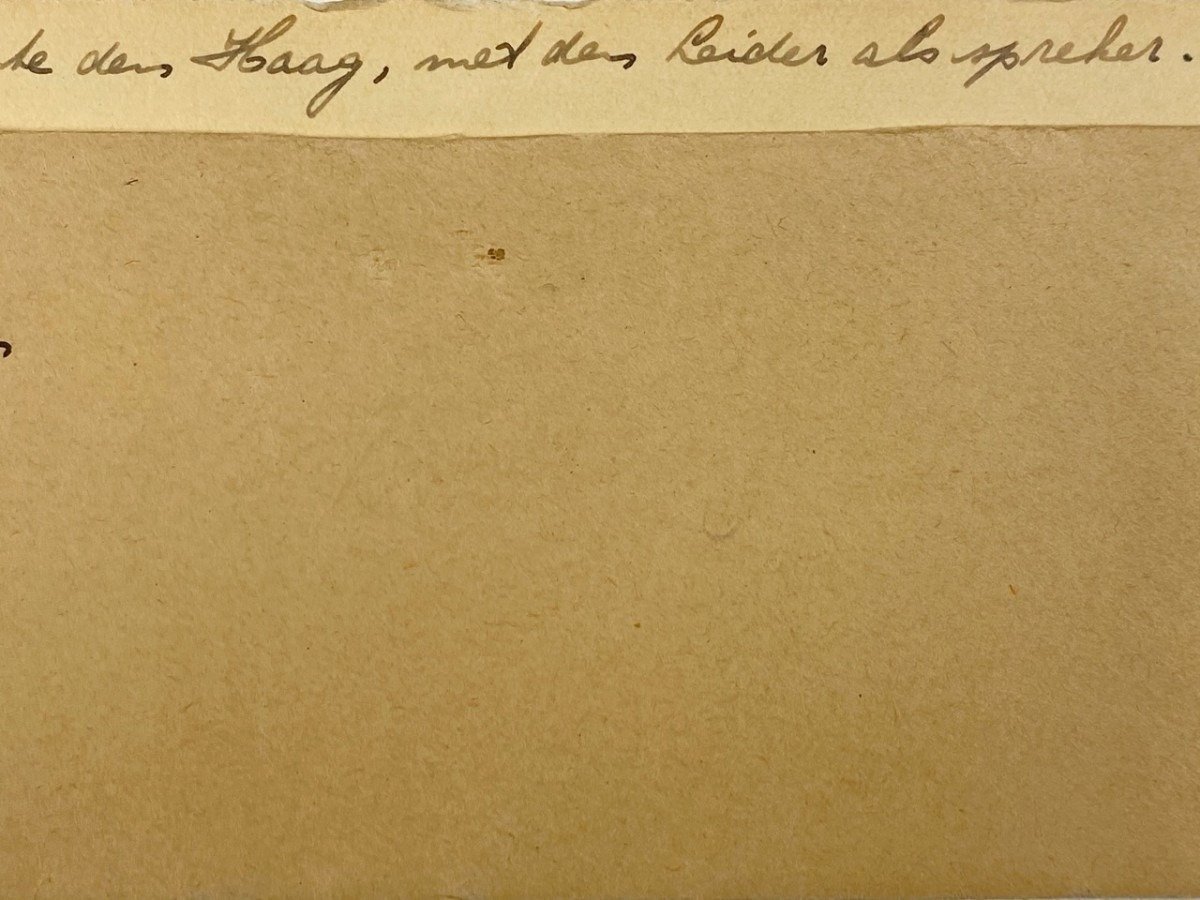 te den Haag, met den Leider als spreker.